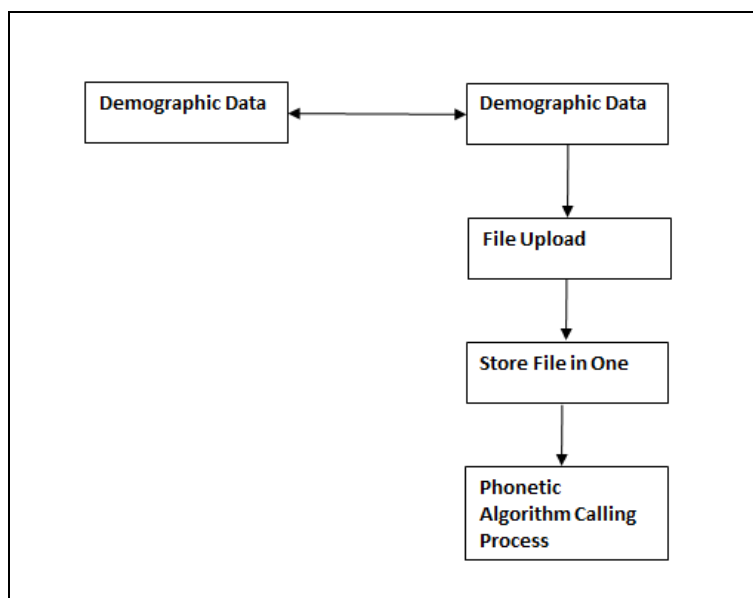 Demographic Data
Demographic Data
File Upload
Store File in One
Phonetic
Algorithm Calling
Process